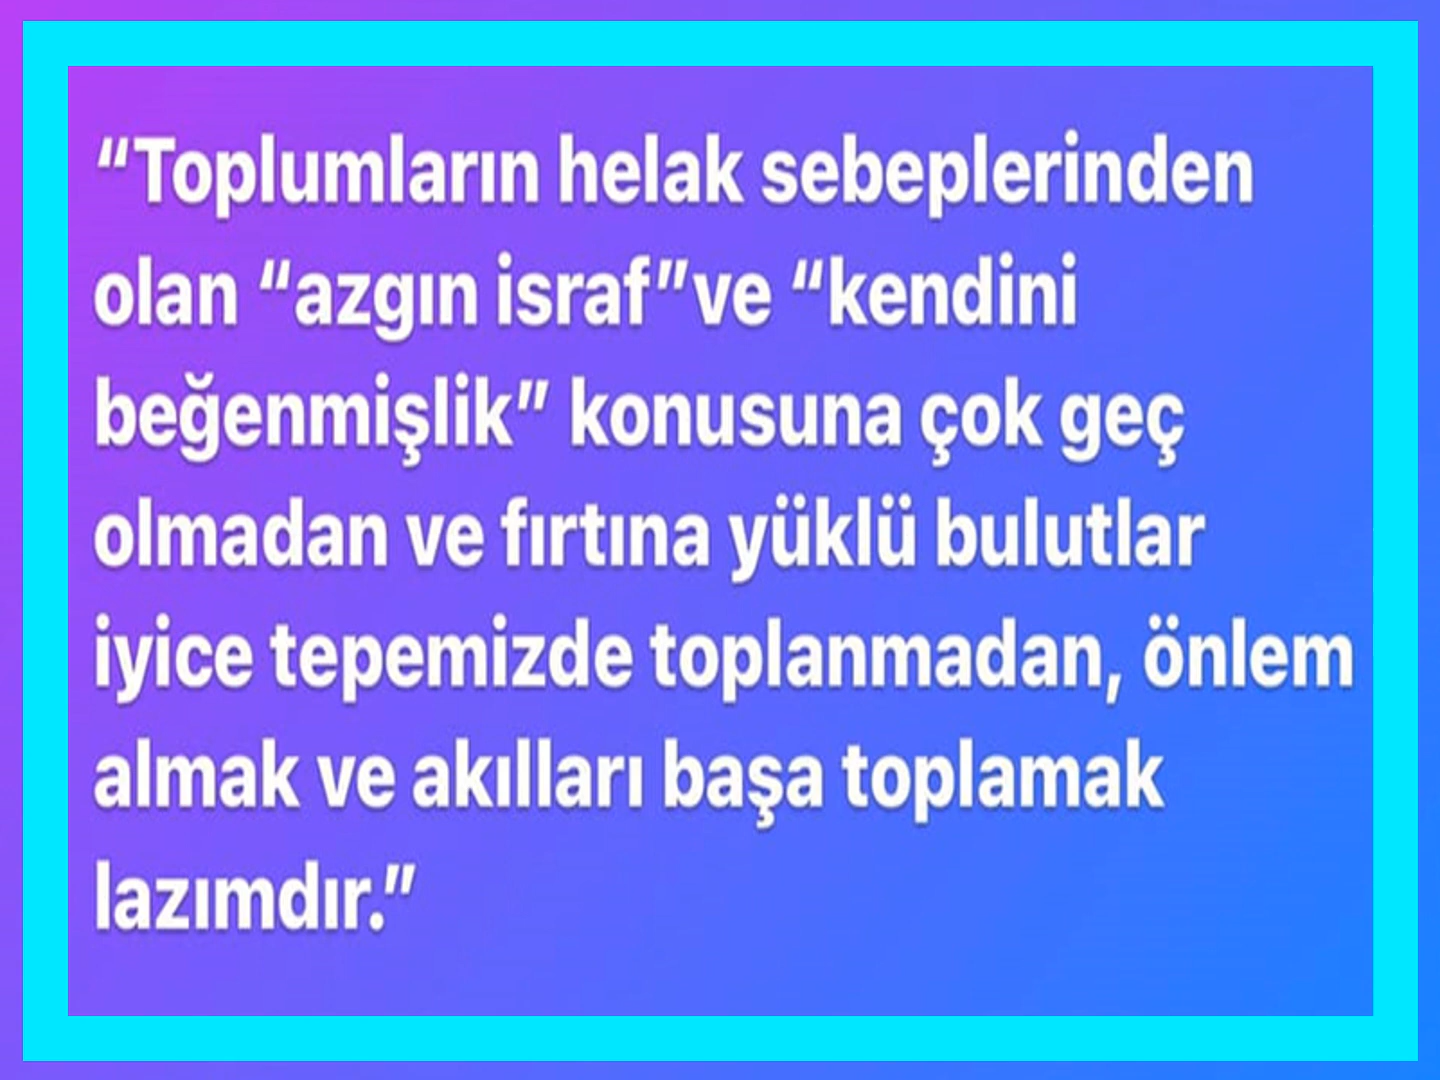 “Toplumların helak sebeplerinden
olan “azgın israf”ve “kendini
beğenmişlik” konusuna çok geç
olmadan ve fırtına yüklü bulutlar
iyice tepemizde toplanmadan, önlem
almak ve akılları başa toplamak
lazımdır.”